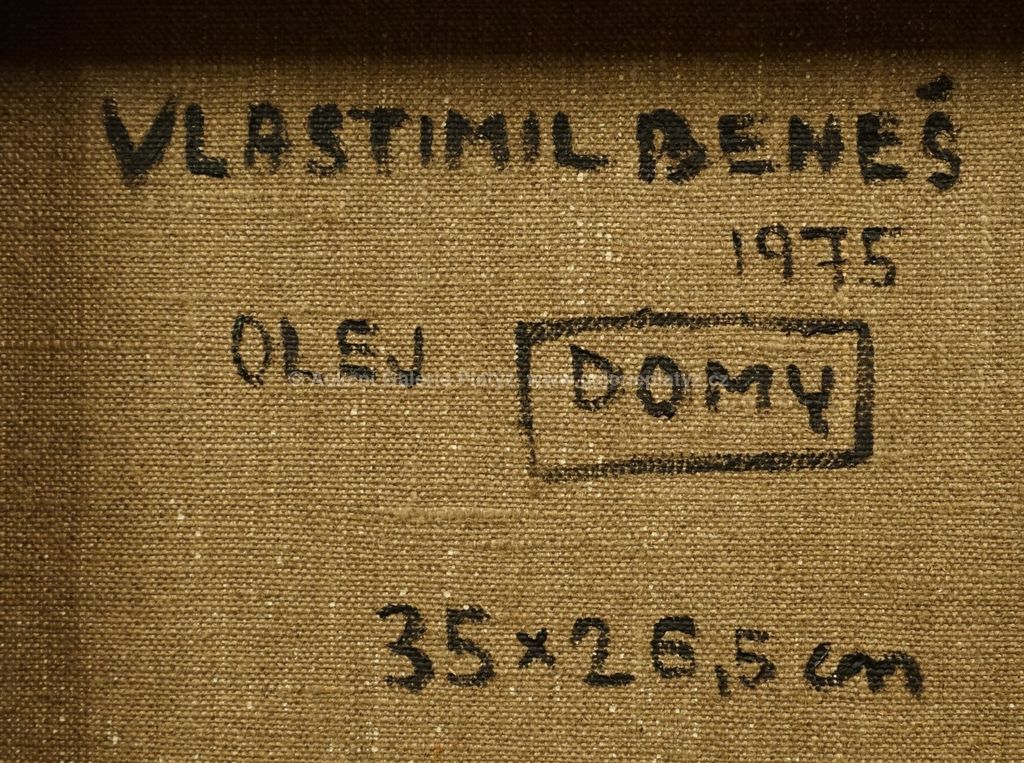 VLASTIMIL BENEŠ
1975
OLEJ DOMY
35×26,5 cm